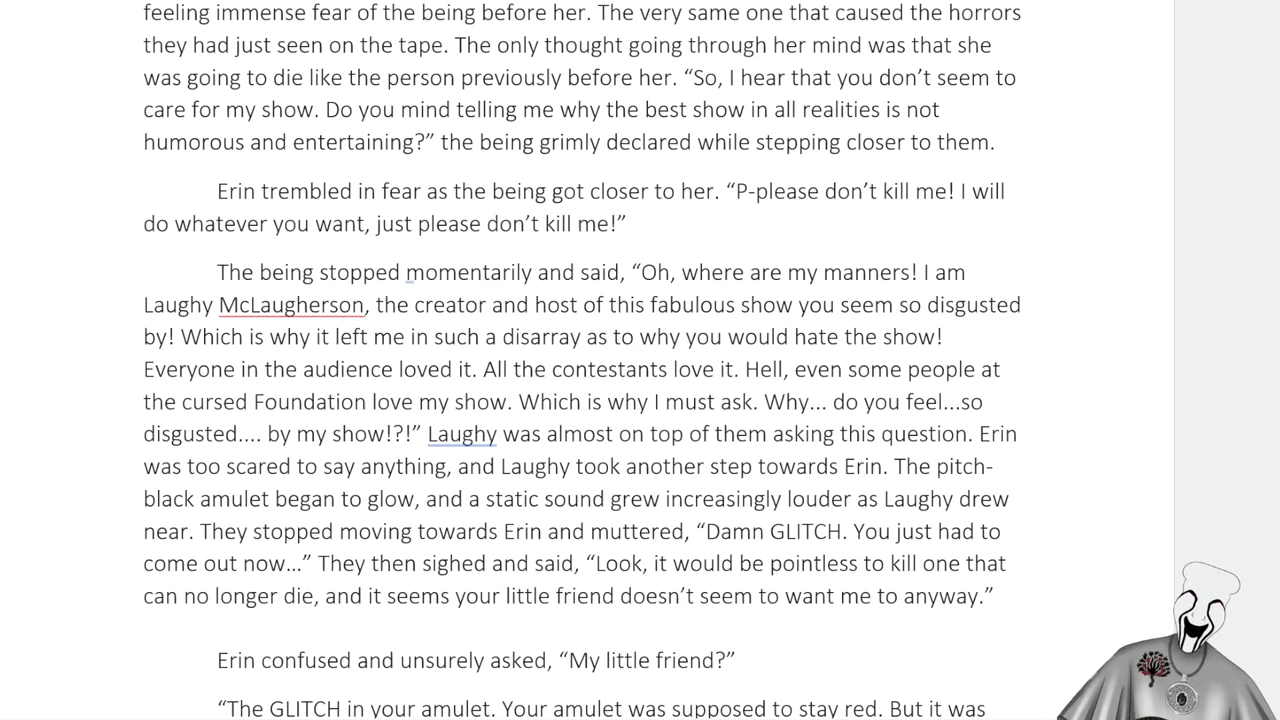 feeling immense fear of the being before her. The very same one that caused the horrors
they had just seen on the tape. The only thought going through her mind was that she
was going to die like the person previously before her. “So, I hear that you don’t seem to
care for my show. Do you mind telling me why the best show in all realities is not
humorous and entertaining?” the being grimly declared while stepping closer to them.
Erin trembled in fear as the being got closer to her. “P-please don’t kill me! I will
do whatever you want, just please don’t kill me!”
The being stopped momentarily and said, “Oh, where are my manners! I am
Laughy McLaugherson, the creator and host of this fabulous show you seem so disgusted
by! Which is why it left me in such a disarray as to why you would hate the show!
Everyone in the audience loved it. All the contestants love it. Hell, even some people at
the cursed Foundation love my show. Which is why I must ask. Why... do you feel...so
disgusted.... by my show!?!” Laughy was almost on top of them asking this question. Erin
was too scared to say anything, and Laughy took another step towards Erin. The pitch-
black amulet began to glow, and a static sound grew increasingly louder as Laughy drew
near. They stopped moving towards Erin and muttered, “Damn GLITCH. You just had to
come out now...” They then sighed and said, “Look, it would be pointless to kill one that
can no longer die, and it seems your little friend doesn’t seem to want me to anyway.”
Erin confused and unsurely asked, “My little friend?”
“The GLITCH in your amulet. Your amulet was supposed to stay red. But it was